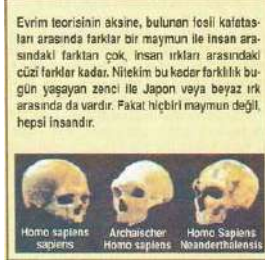 Evrim teorisinin aksine, bulunan fosil kafatas-
ları arasında farklar bir maymun ile insan ara-
sındaki farktan çok, insan ırkları arasındaki
cüzi farklar kadar. Nitekim bu kadar farklılık bu-
gün yaşayan zenci ile Japon veya beyaz ırk
arasında da vardır. Fakat hiçbiri maymun değil,
hepsi insandır.
Homo sapiens
sapiens
Archaischer
Homo sapiens
Homo Sapiens
Neanderthalensis